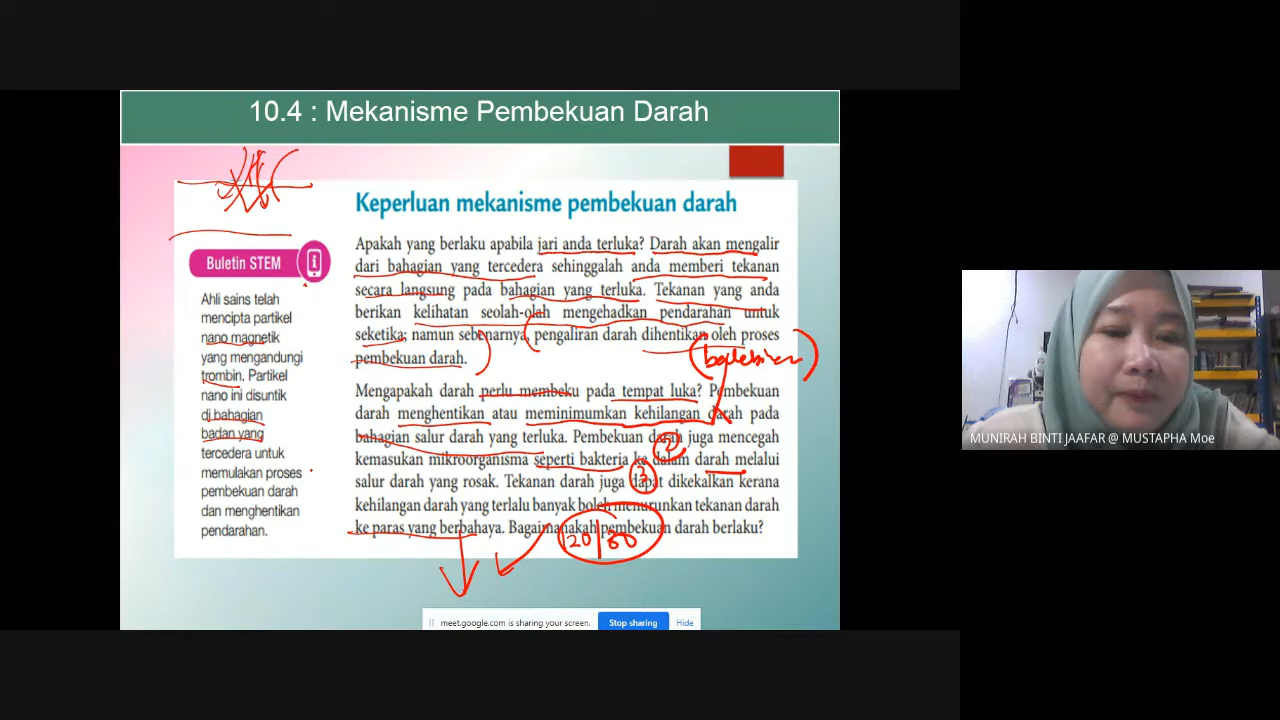 10.4 : Mekanisme Pembekuan Darah
Keperluan mekanisme pembekuan darah
Apakah yang berlaku apabila jari anda terluka? Darah akan mengalir
dari bahagian yang tercedera sehinggalah anda memberi tekanan
secara langsung pada bahagian yang terluka. Tekanan yang anda
berikan kelihatan seolah-olah mengehadkan pendarahan untuk
seketika; namun sebenarnya, pengaliran darah dihentikan oleh proses
pembekuan darah.
Mengapakah darah perlu membeku pada tempat luka? Pembekuan
darah menghentikan atau meminimumkan kehilangan darah pada
bahagian salur darah yang terluka. Pembekuan darah juga mencegah
kemasukan mikroorganisma seperti bakteria ke dalam darah melalui
salur darah yang rosak. Tekanan darah juga dapat dikekalkan kerana
kehilangan darah yang terlalu banyak boleh menurunkan tekanan darah
ke paras yang berbahaya. Bagaimanakah pembekuan darah berlaku?
2
3
120/80
Buletin STEM
Ahli sains telah
mencipta partikel
nano magnetik
yang mengandungi
trombin. Partikel
nano ini disuntik
di bahagian
badan yang
tercedera untuk
memulakan proses
pembekuan darah
dan menghentikan
pendarahan.
meet.google.com is sharing your screen.
Stop sharing
Hide
MUNIRAH BINTI JAAFAR @ MUSTAPHA Moe